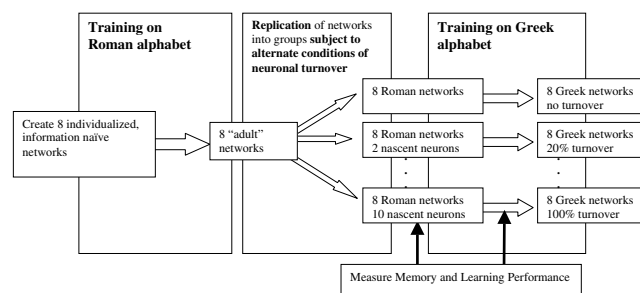 Training on
Roman alphabet
Replication of networks
into groups subject to
alternate conditions of
neuronal turnover
Training on Greek
alphabet
Create 8 individualized,
information naïve
networks
8 “adult”
networks
8 Roman networks
8 Greek networks
no turnover
8 Roman networks
2 nascent neurons
8 Greek networks
20% turnover
8 Roman networks
10 nascent neurons
8 Greek networks
100% turnover
Measure Memory and Learning Performance